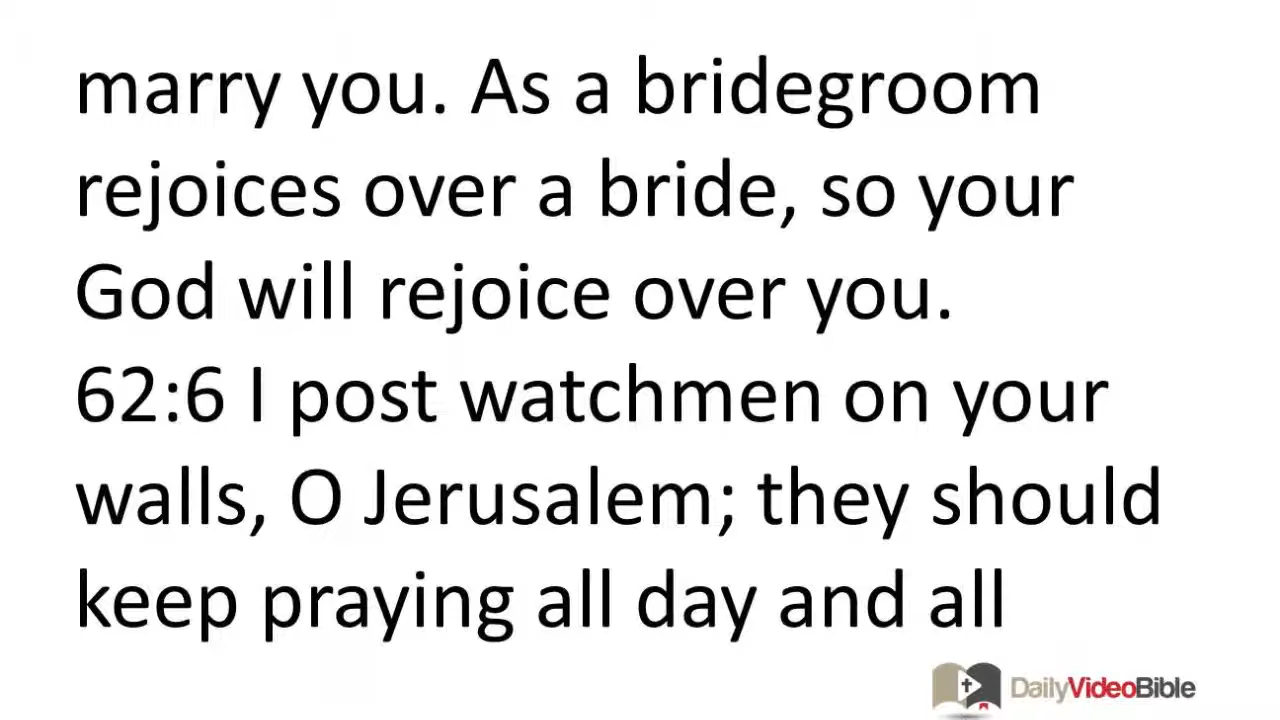 marry you. As a bridegroom
rejoices over a bride, so your
God will rejoice over you.
62:6 I post watchmen on your
walls, O Jerusalem; they should
keep praying all day and all
DailyVideoBible